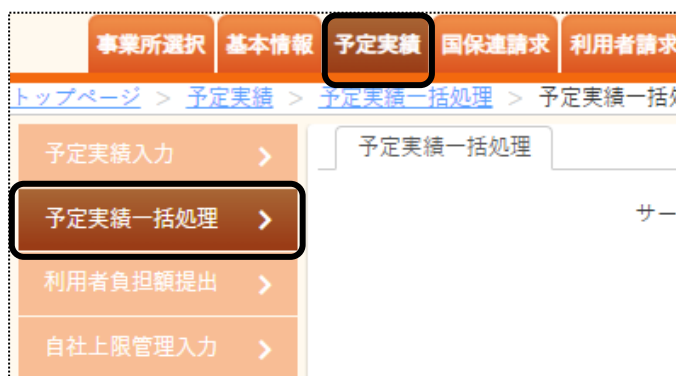 事業所選択 基本情報 予定実績 国保連請求 利用者請求
トップページ > 予定実績 > 予定実績一括処理 > 予定実績一括
予定実績入力
予定実績一括処理
予定実績一括処理
サー
利用者負担額提出
自社上限管理入力